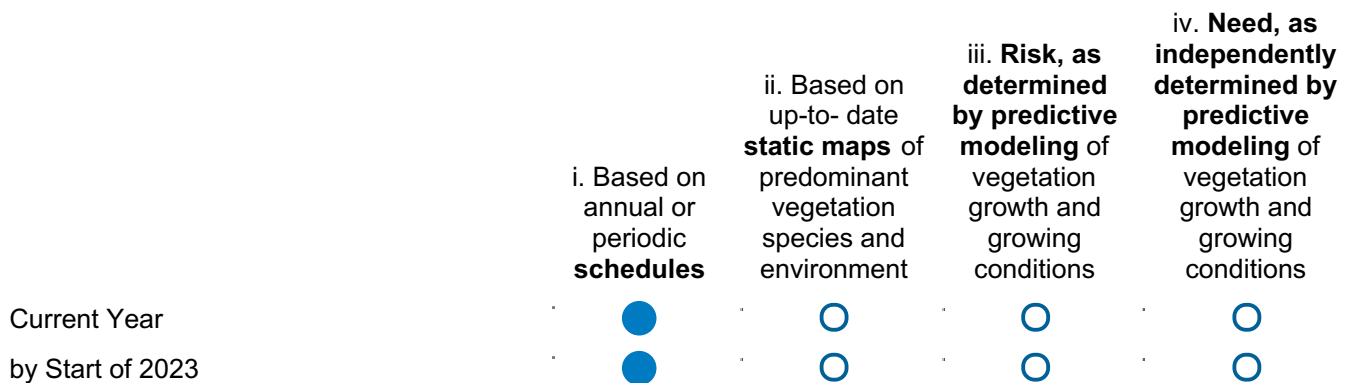 i. Based on
annual or
periodic
schedules
ii. Based on
up-to- date
static maps of
predominant
vegetation
species and
environment
iii. Risk, as
determined
by predictive
modeling of
vegetation
growth and
growing
conditions
iv. Need, as
independently
determined by
predictive
modeling of
vegetation
growth and
growing
conditions
Current Year
by Start of 2023